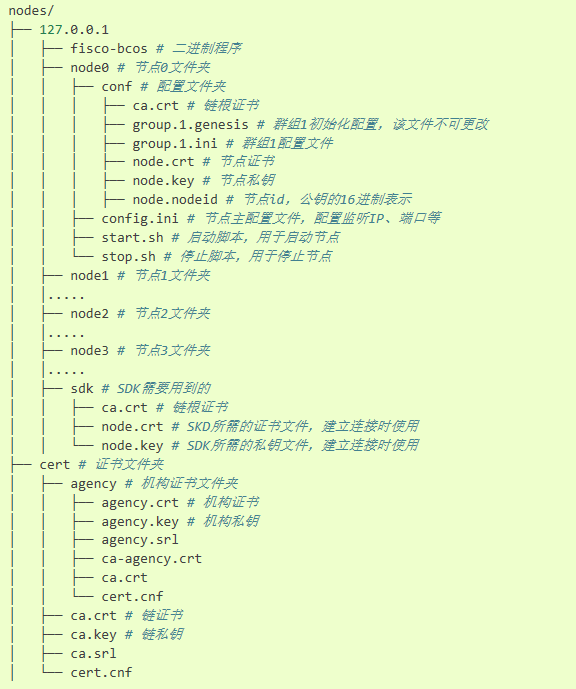 nodes/
├── 127.0.0.1
│   ├── fisco-bcos # 二进制程序
│   ├── node0 # 节点0文件夹
│   │   ├── conf # 配置文件夹
│   │   │   ├── ca.crt # 链根证书
│   │   │   ├── group.1.genesis # 群组1初始化配置，该文件不可更改
│   │   │   ├── group.1.ini # 群组1配置文件
│   │   │   ├── node.crt # 节点证书
│   │   │   ├── node.key # 节点私钥
│   │   │   ├── node.nodeid # 节点id，公钥的16进制表示
│   │   ├── config.ini # 节点主配置文件，配置监听IP、端口等
│   │   ├── start.sh # 启动脚本，用于启动节点
│   │   └── stop.sh # 停止脚本，用于停止节点
│   ├── node1 # 节点1文件夹
│   │.....
│   ├── node2 # 节点2文件夹
│   │.....
│   ├── node3 # 节点3文件夹
│   │.....
│   ├── sdk # SDK需要用到的
│   │   ├── ca.crt # 链根证书
│   │   ├── node.crt # SKD所需的证书文件，建立连接时使用
│   │   └── node.key # SDK所需的私钥文件，建立连接时使用
├── cert # 证书文件夹
│   ├── agency # 机构证书文件夹
│   │   ├── agency.crt # 机构证书
│   │   ├── agency.key # 机构私钥
│   │   ├── agency.srl
│   │   ├── ca-agency.crt
│   │   ├── ca.crt
│   │   └── cert.cnf
│   ├── ca.crt # 链证书
│   ├── ca.key # 链私钥
│   ├── ca.srl
│   └── cert.cnf